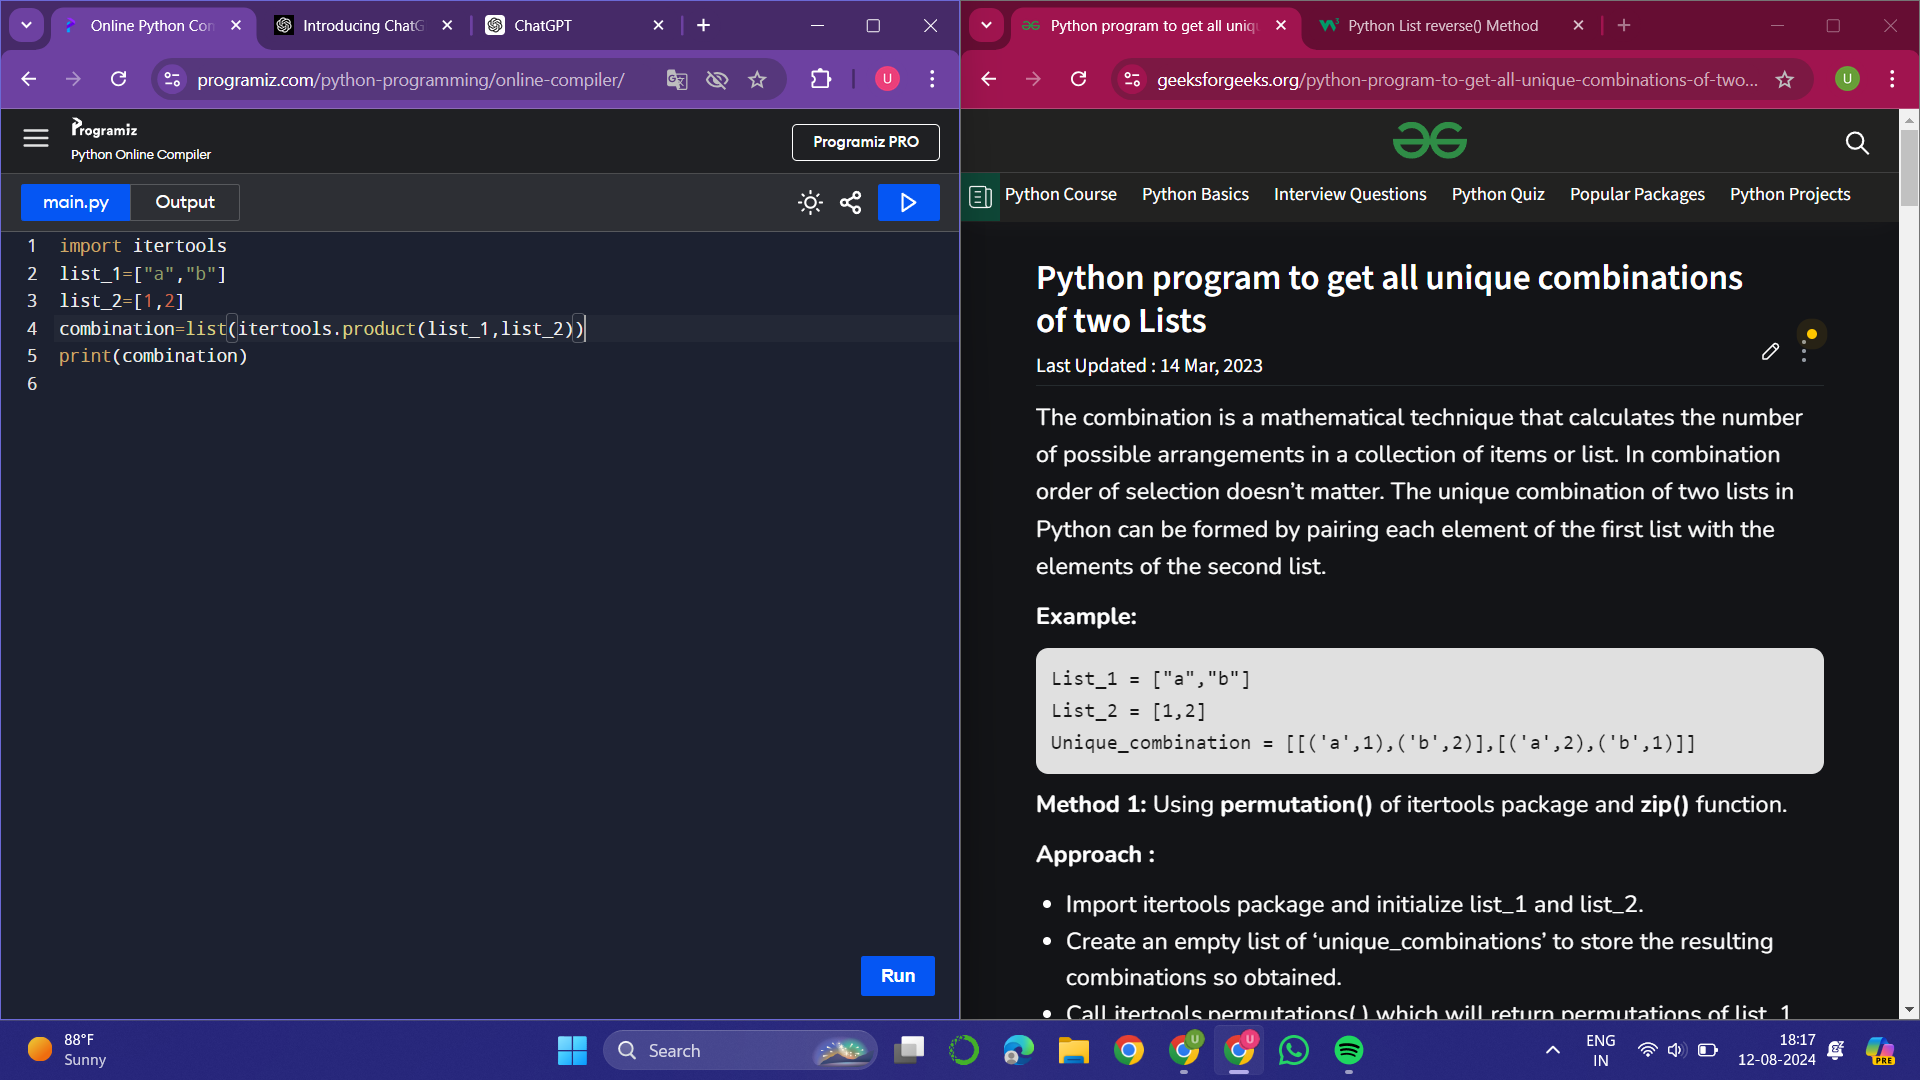 Online Python Con
Introducing ChatG
ChatGPT
programiz.com/python-programming/online-compiler/
U
Programiz
Python Online Compiler
Programiz PRO
main.py
Output
1 import itertools
2 list_1=["a","b"]
3 list_2=[1,2]
4 combination=list(itertools.product(list_1,list_2))
5 print(combination)
6
Run
Python program to get all uniq
Python List reverse() Method
geeksforgeeks.org/python-program-to-get-all-unique-combinations-of-two...
U
Python Course
Python Basics
Interview Questions
Python Quiz
Popular Packages
Python Projects
Python program to get all unique combinations
of two Lists
Last Updated : 14 Mar, 2023
The combination is a mathematical technique that calculates the number
of possible arrangements in a collection of items or list. In combination
order of selection doesn’t matter. The unique combination of two lists in
Python can be formed by pairing each element of the first list with the
elements of the second list.
Example:
List_1 = ["a","b"]
List_2 = [1,2]
Unique_combination = [[('a',1),('b',2)],[('a',2),('b',1)]]
Method 1: Using permutation() of itertools package and zip() function.
Approach :
• Import itertools package and initialize list_1 and list_2.
• Create an empty list of ‘unique_combinations’ to store the resulting
combinations so obtained.
• Call itertools.permutations( ) which will return permutations of list_1
88°F
Sunny
Search
U
U
ENG
IN
18:17
12-08-2024
PRE